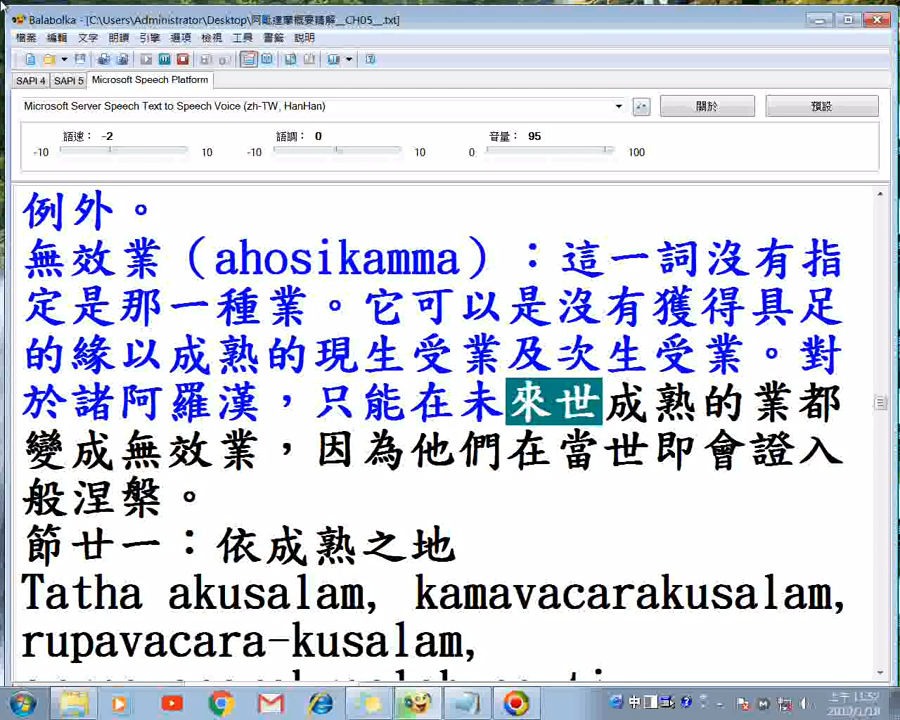 Balabolka - [C:\Users\Administrator\Desktop\阿毗達摩概要精解__CH05__.txt]
檔案 編輯 文字 朗讀 引擎 選項 檢視 工具 書籤 說明
SAPI 4 SAPI 5 Microsoft Speech Platform
Microsoft Server Speech Text to Speech Voice (zh-TW, HanHan) 關於 預設
語速： -2 語調： 0 音量： 95
-10 10 -10 10 0 100
例外。
無效業（ahosikamma）：這一詞沒有指
定是那一種業。它可以是沒有獲得具足
的緣以成熟的現生受業及次生受業。對
於諸阿羅漢，只能在未來世成熟的業都
變成無效業，因為他們在當世即會證入
般涅槃。
節廿一：依成熟之地
Tatha akusalam, kamavacarakusalam,
rupavacara-kusalam,
中
上午 11:52